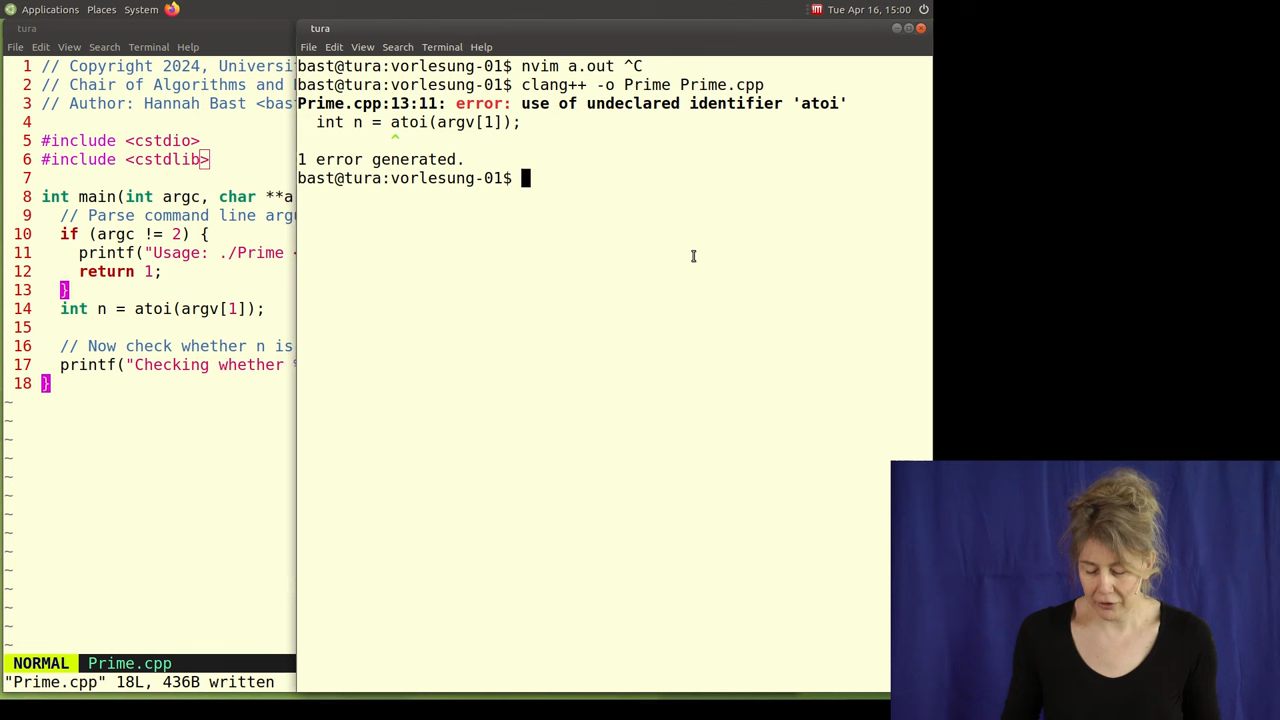 Applications Places System
Tue Apr 16, 15:00
tura
File Edit View Search Terminal Help
1 // Copyright 2024, Universi
2 // Chair of Algorithms and
3 // Author: Hannah Bast <bas
4
5 #include <cstdio>
6 #include <cstdlib>
7
8 int main(int argc, char **a
9 // Parse command line argu
10 if (argc != 2) {
11 printf("Usage: ./Prime <
12 return 1;
13 }
14 int n = atoi(argv[1]);
15
16 // Now check whether n is
17 printf("Checking whether %
18 }
~
~
~
~
~
~
~
~
~
~
~
~
~
~
NORMAL Prime.cpp
"Prime.cpp" 18L, 436B written
tura
File Edit View Search Terminal Help
bast@tura:vorlesung-01$ nvim a.out ^C
bast@tura:vorlesung-01$ clang++ -o Prime Prime.cpp
Prime.cpp:13:11: error: use of undeclared identifier 'atoi'
int n = atoi(argv[1]);
^
1 error generated.
bast@tura:vorlesung-01$